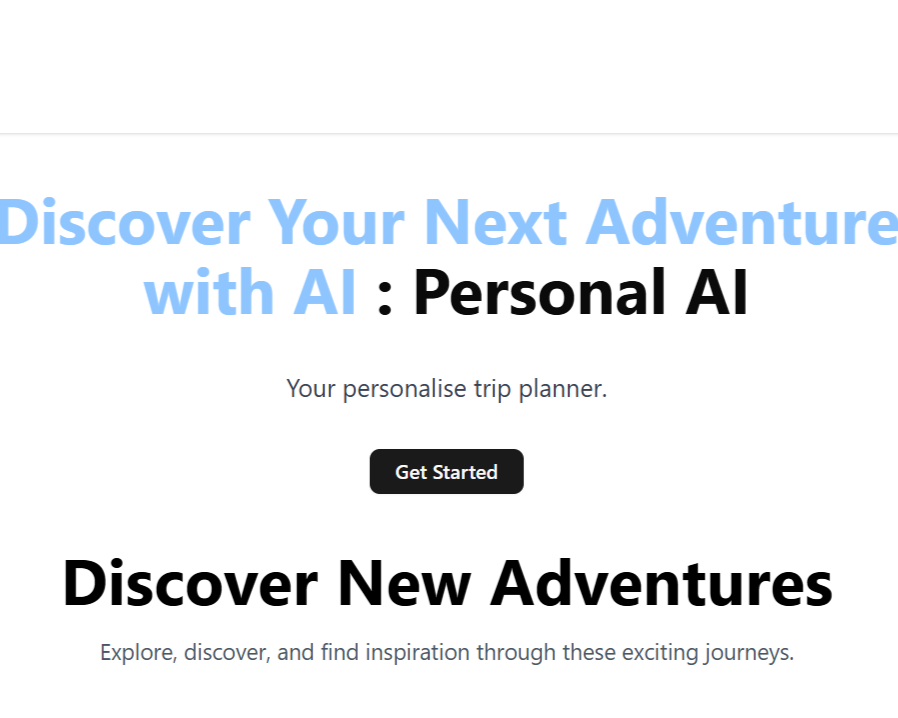 Discover Your Next Adventure
with AI : Personal AI
Your personalise trip planner.
Get Started
Discover New Adventures
Explore, discover, and find inspiration through these exciting journeys.